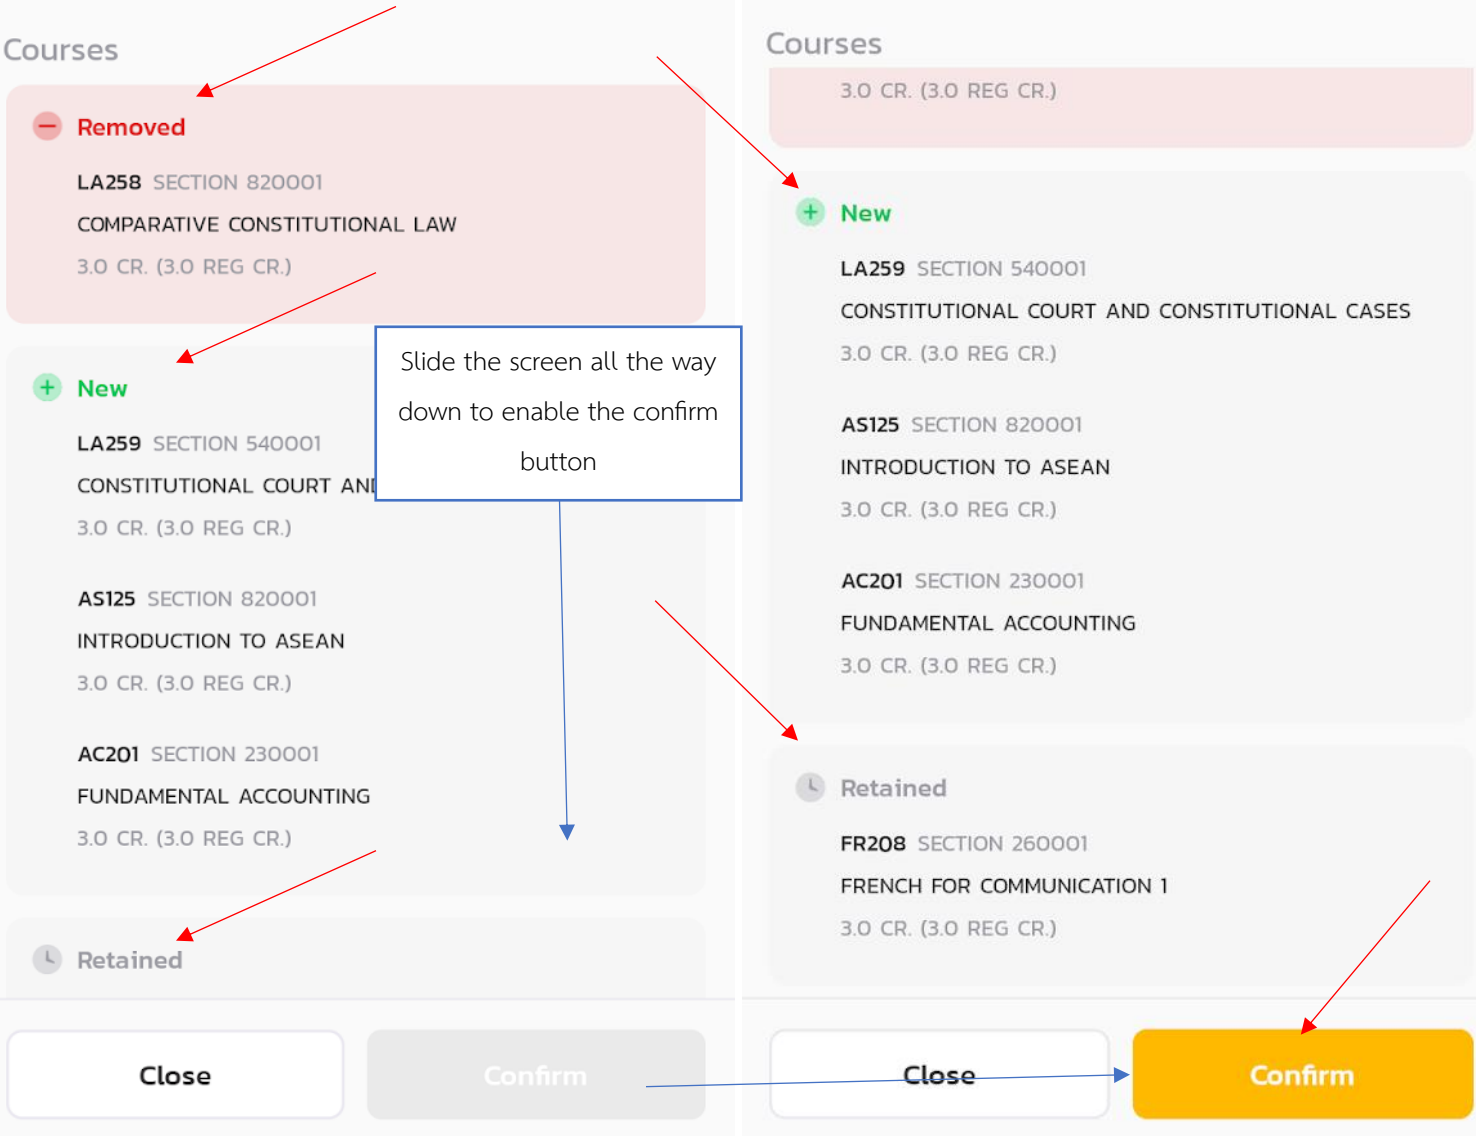 Courses
Removed
LA258 SECTION 820001
COMPARATIVE CONSTITUTIONAL LAW
3.0 CR. (3.0 REG CR.)
New
LA259 SECTION 540001
CONSTITUTIONAL COURT AND
3.0 CR. (3.0 REG CR.)
AS125 SECTION 820001
INTRODUCTION TO ASEAN
3.0 CR. (3.0 REG CR.)
AC201 SECTION 230001
FUNDAMENTAL ACCOUNTING
3.0 CR. (3.0 REG CR.)
Retained
Close
Confirm
Slide the screen all the way
down to enable the confirm
button
Courses
3.0 CR. (3.0 REG CR.)
New
LA259 SECTION 540001
CONSTITUTIONAL COURT AND CONSTITUTIONAL CASES
3.0 CR. (3.0 REG CR.)
AS125 SECTION 820001
INTRODUCTION TO ASEAN
3.0 CR. (3.0 REG CR.)
AC201 SECTION 230001
FUNDAMENTAL ACCOUNTING
3.0 CR. (3.0 REG CR.)
Retained
FR208 SECTION 260001
FRENCH FOR COMMUNICATION 1
3.0 CR. (3.0 REG CR.)
Close
Confirm